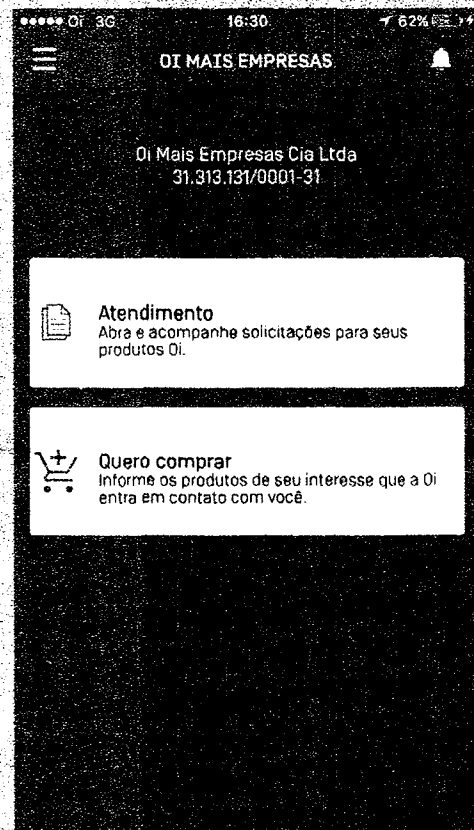 Oi 3G 16:30 62%
OI MAIS EMPRESAS
Oi Mais Empresas Cia Ltda
31.313.131/0001-31
Atendimento
Abra e acompanhe solicitações para seus
produtos Oi.
Quero comprar
Informe os produtos de seu interesse que a Oi
entra em contato com você.